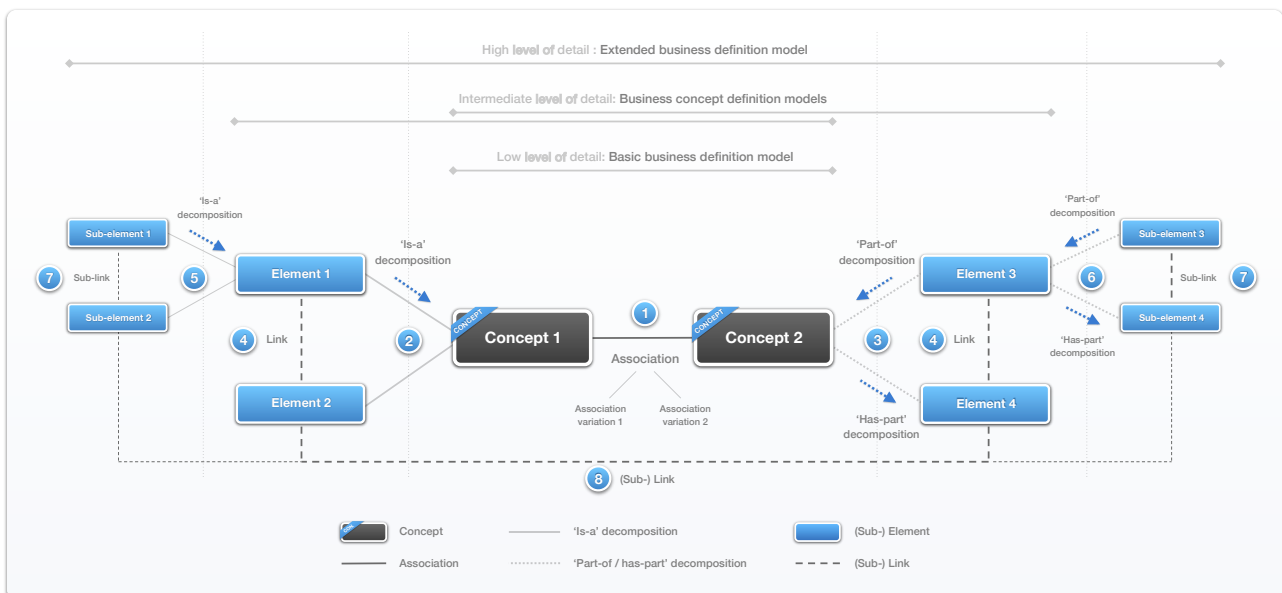 High level of detail : Extended business definition model
Intermediate level of detail: Business concept definition models
Low level of detail: Basic business definition model
‘Is-a’
decomposition
Sub-element 1
7
Sub-link
5
Sub-element 2
Element 1
4
Link
Element 2
‘Is-a’
decomposition
2
CONCEPT
Concept 1
1
Association
Association
variation 1
Association
variation 2
CONCEPT
Concept 2
‘Part-of’
decomposition
3
‘Has-part’
decomposition
Element 3
4
Link
Element 4
‘Part-of’
decomposition
6
‘Has-part’
decomposition
Sub-element 3
Sub-link
7
Sub-element 4
8
(Sub-) Link
Concept
‘Is-a’ decomposition
(Sub-) Element
Association
‘Part-of / has-part’ decomposition
(Sub-) Link